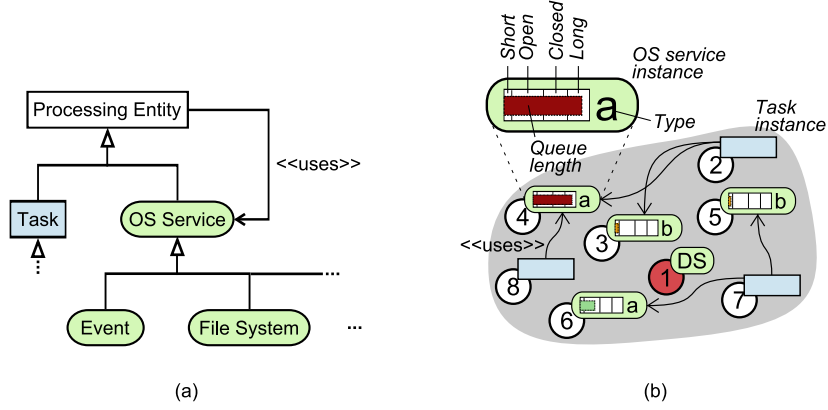 Processing Entity
<<uses>>
Task
OS Service
...
...
Event
File System
...
(a)
Short
Open
Closed
Long
OS service
instance
a
Type
Queue
length
Task
instance
2
4
a
5
b
<<uses>>
3
b
DS
1
8
7
6
a
(b)